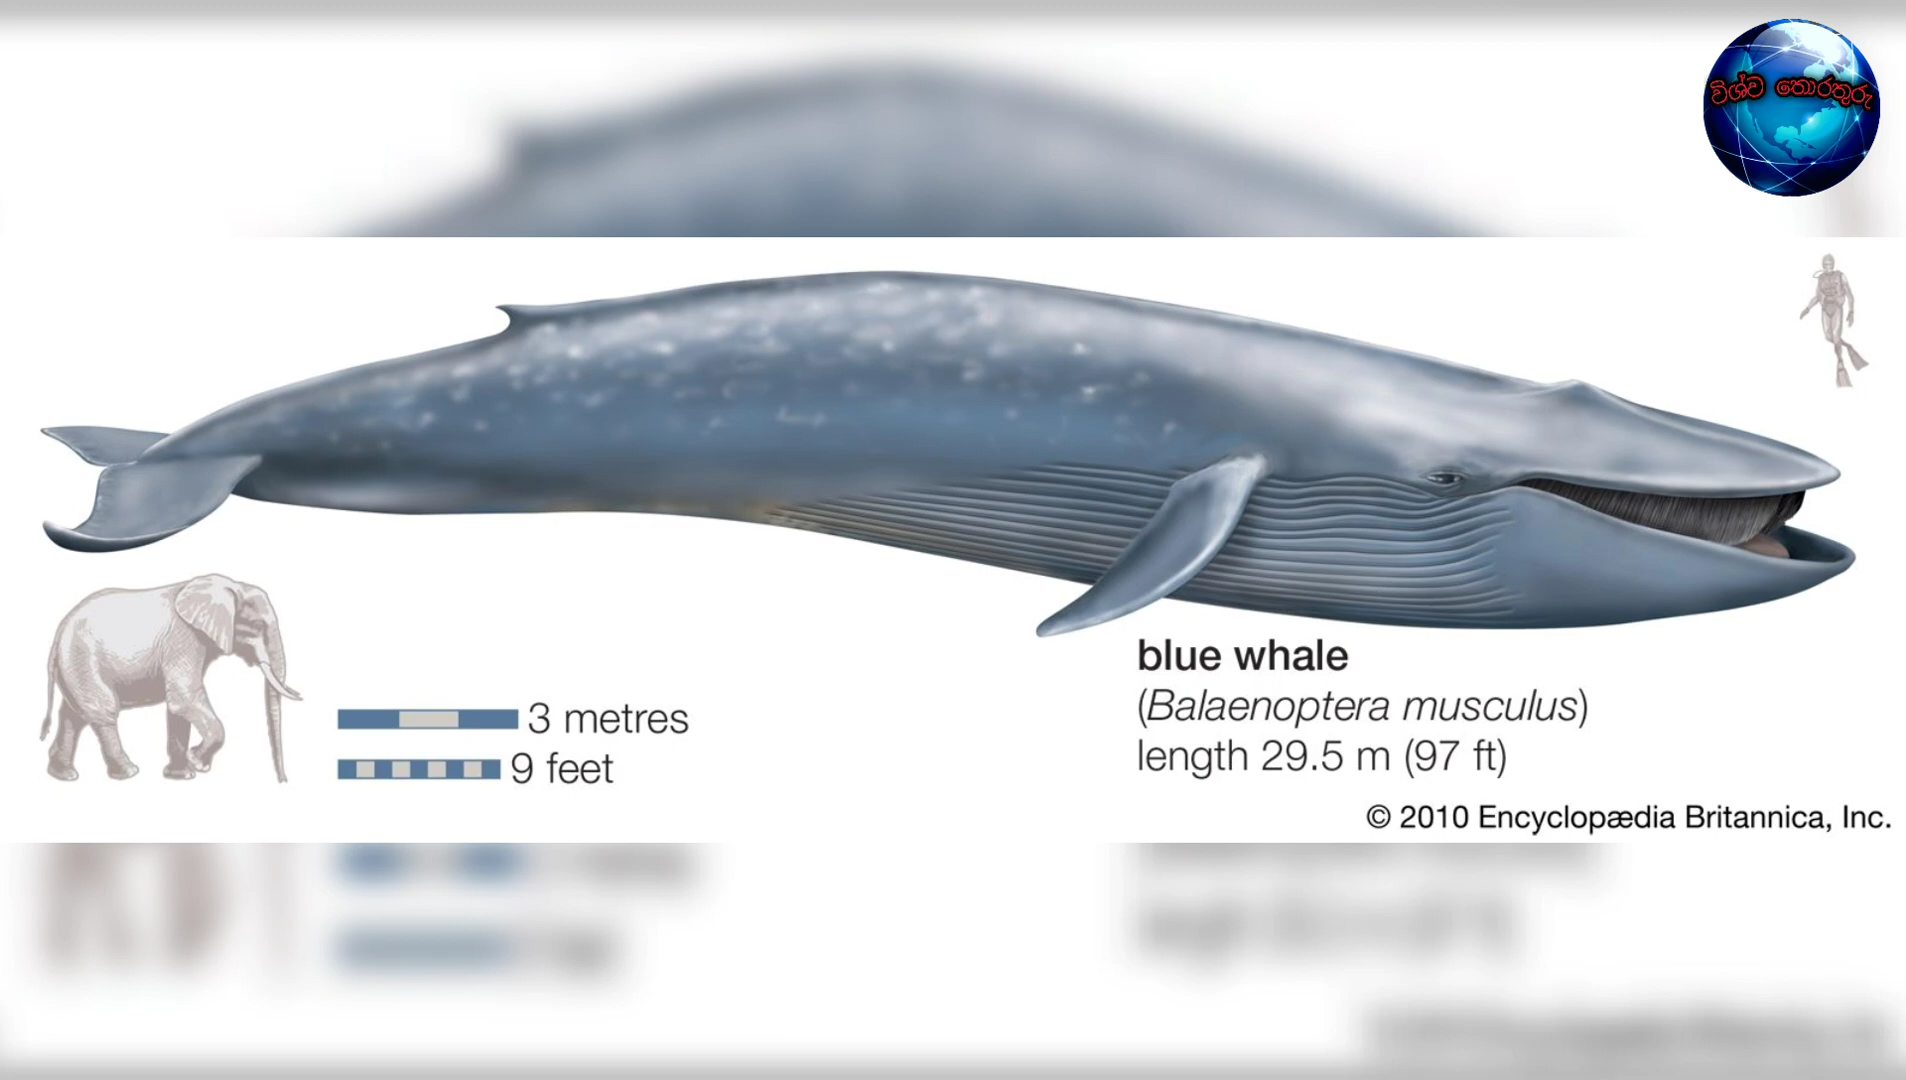 විශ්ව තොරතුරු
3 metres
9 feet
blue whale
(Balaenoptera musculus)
length 29.5 m (97 ft)
© 2010 Encyclopædia Britannica, Inc.